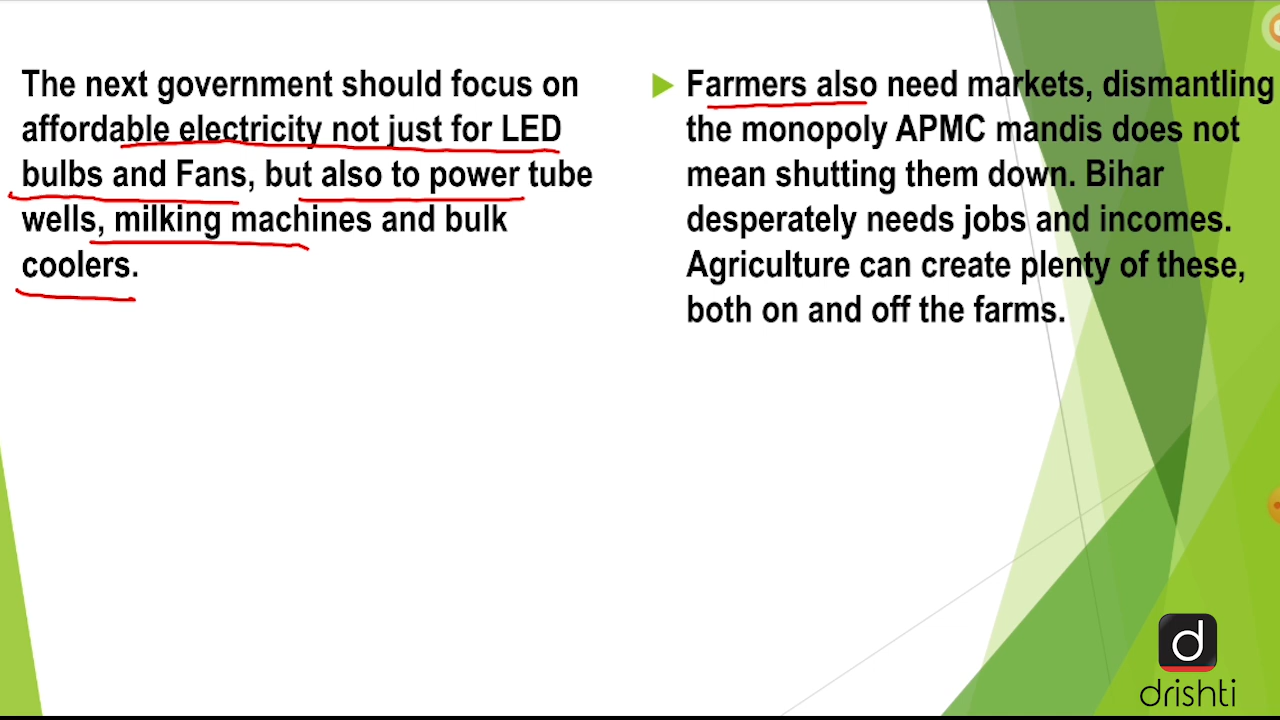 The next government should focus on
affordable electricity not just for LED
bulbs and Fans, but also to power tube
wells, milking machines and bulk
coolers.
Farmers also need markets, dismantling
the monopoly APMC mandis does not
mean shutting them down. Bihar
desperately needs jobs and incomes.
Agriculture can create plenty of these,
both on and off the farms.
d
drishti